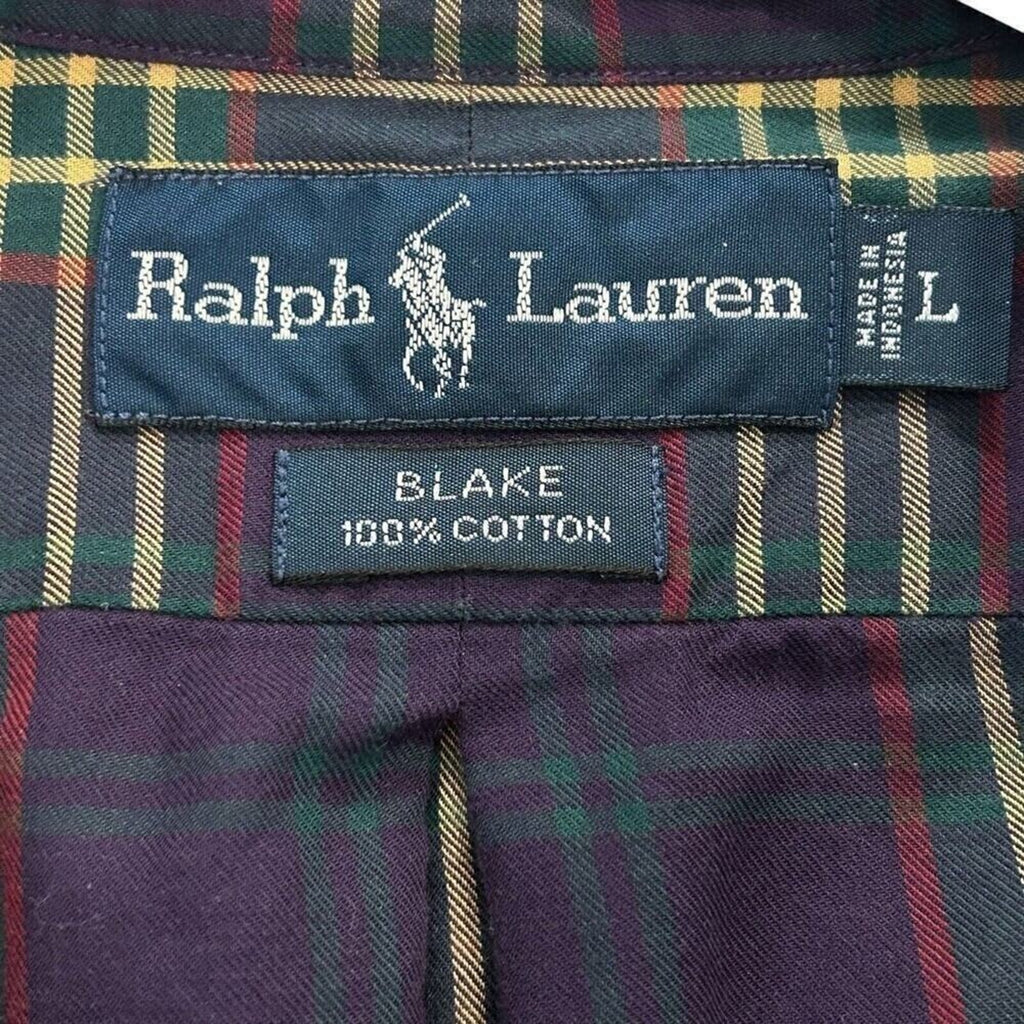 Ralph Lauren
MADE IN
INDONESIA
L
BLAKE
100% COTTON